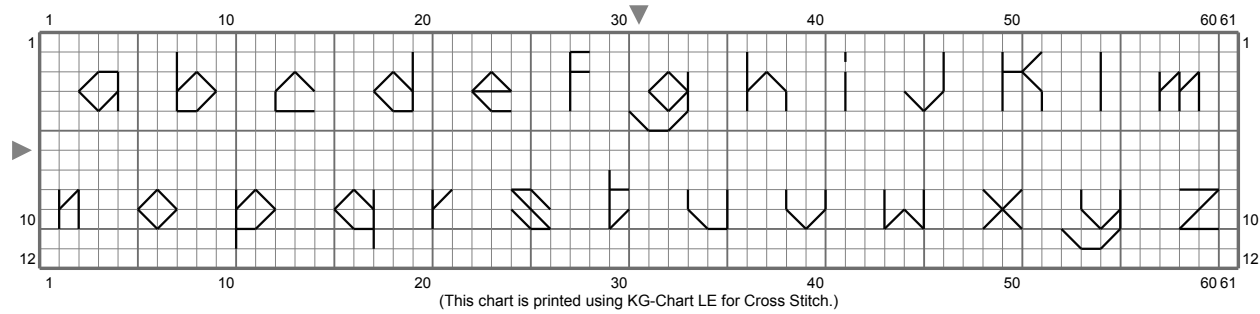 1 10 20 30 40 50 60 61
1 1
a b c d e F g h i J K l m
n o p q r s t u v w x y z
10 10
12 12
1 10 20 30 40 50 60 61
(This chart is printed using KG-Chart LE for Cross Stitch.)